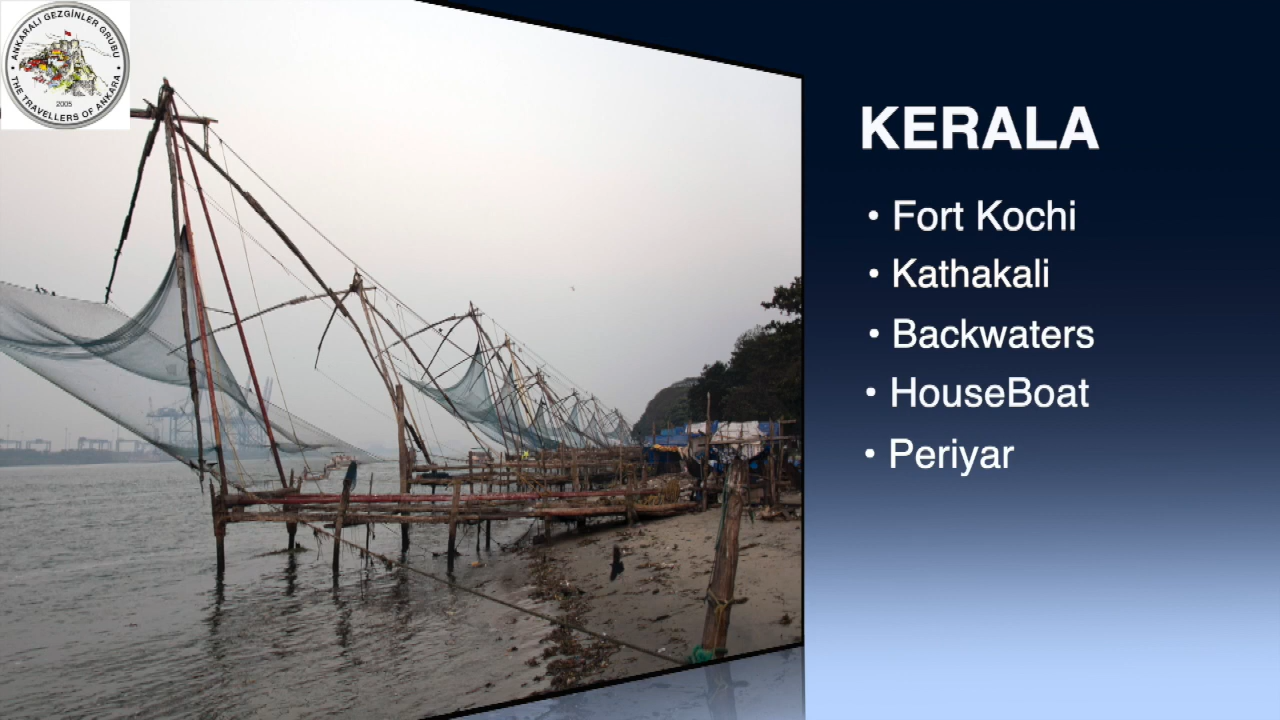 ANKARALI GEZGİNLER GRUBU
THE TRAVELLERS OF ANKARA
2005
KERALA
• Fort Kochi
• Kathakali
• Backwaters
• HouseBoat
• Periyar